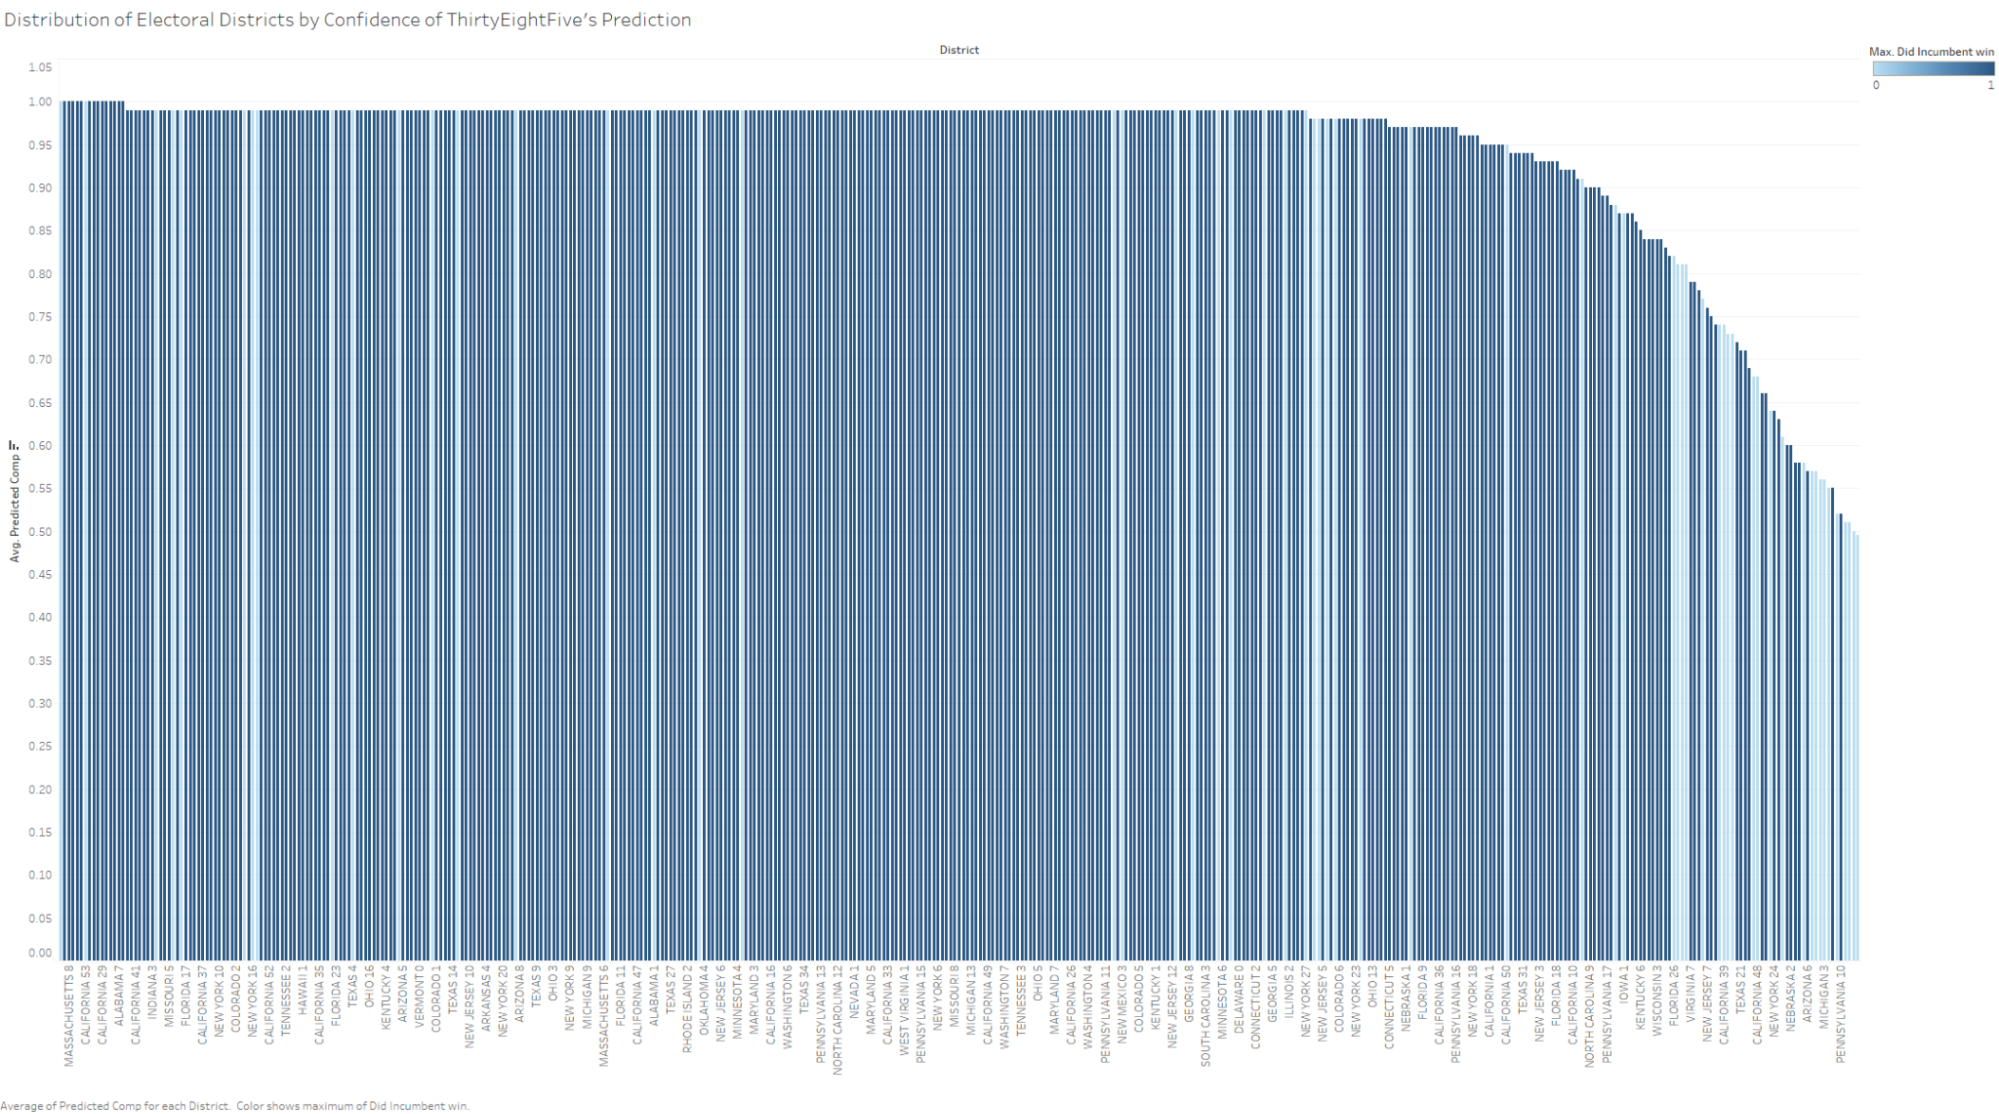 Distribution of Electoral Districts by Confidence of ThirtyEightFive's Prediction
District
Max. Did Incumbent win
0 1
Avg. Predicted Comp
1.05
1.00
0.95
0.90
0.85
0.80
0.75
0.70
0.65
0.60
0.55
0.50
0.45
0.40
0.35
0.30
0.25
0.20
0.15
0.10
0.05
0.00
MASSACHUSETTS 8
CALIFORNIA 53
CALIFORNIA 29
ALABAMA 7
CALIFORNIA 41
INDIANA 3
MISSOURI 5
FLORIDA 17
CALIFORNIA 37
NEW YORK 10
COLORADO 2
NEW YORK 16
CALIFORNIA 52
TENNESSEE 2
HAWAII 1
CALIFORNIA 35
FLORIDA 23
TEXAS 4
OHIO 16
KENTUCKY 4
ARIZONA 5
VERMONT 0
COLORADO 1
TEXAS 14
NEW JERSEY 10
ARKANSAS 4
NEW YORK 20
ARIZONA 8
TEXAS 9
OHIO 3
NEW YORK 9
MICHIGAN 9
MASSACHUSETTS 6
FLORIDA 11
CALIFORNIA 47
ALABAMA 1
TEXAS 27
RHODE ISLAND 2
OKLAHOMA 4
NEW JERSEY 6
MINNESOTA 4
MARYLAND 3
CALIFORNIA 16
WASHINGTON 6
TEXAS 34
PENNSYLVANIA 13
NORTH CAROLINA 12
NEVADA 1
MARYLAND 5
CALIFORNIA 33
WEST VIRGINIA 1
PENNSYLVANIA 15
NEW YORK 6
MISSOURI 8
MICHIGAN 13
CALIFORNIA 49
WASHINGTON 7
TENNESSEE 3
OHIO 5
MARYLAND 7
CALIFORNIA 26
WASHINGTON 4
PENNSYLVANIA 11
NEW MEXICO 3
COLORADO 5
KENTUCKY 1
NEW JERSEY 12
GEORGIA 8
SOUTH CAROLINA 3
MINNESOTA 6
DELAWARE 0
CONNECTICUT 2
GEORGIA 5
ILLINOIS 2
NEW YORK 27
NEW JERSEY 5
COLORADO 6
NEW YORK 23
OHIO 13
CONNECTICUT 5
NEBRASKA 1
FLORIDA 9
CALIFORNIA 36
PENNSYLVANIA 16
NEW YORK 18
CALIFORNIA 1
CALIFORNIA 50
TEXAS 31
NEW JERSEY 3
FLORIDA 18
CALIFORNIA 10
NORTH CAROLINA 9
PENNSYLVANIA 17
IOWA 1
KENTUCKY 6
WISCONSIN 3
FLORIDA 26
VIRGINIA 7
NEW JERSEY 7
CALIFORNIA 39
TEXAS 21
CALIFORNIA 48
NEW YORK 24
NEBRASKA 2
ARIZONA 6
MICHIGAN 3
PENNSYLVANIA 10
Average of Predicted Comp for each District. Color shows maximum of Did Incumbent win.